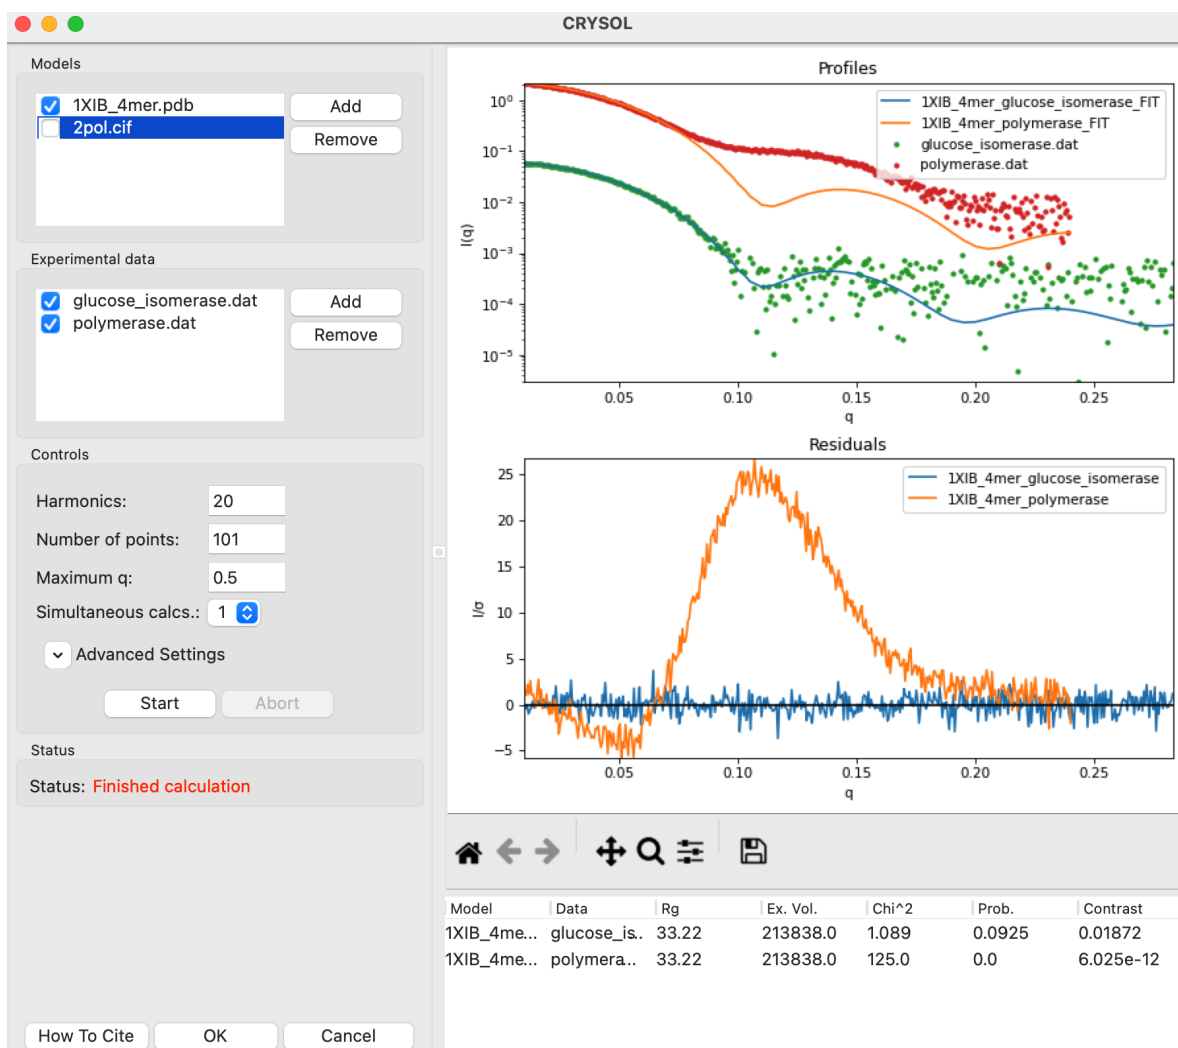 CRYSOL
Models
1XIB_4mer.pdb
2pol.cif
Add
Remove
Experimental data
glucose_isomerase.dat
polymerase.dat
Add
Remove
Controls
Harmonics: 20
Number of points: 101
Maximum q: 0.5
Simultaneous calcs.: 1
Advanced Settings
Start Abort
Status
Status: Finished calculation
How To Cite OK Cancel
Profiles
1XIB_4mer_glucose_isomerase_FIT
1XIB_4mer_polymerase_FIT
glucose_isomerase.dat
polymerase.dat
I(q)
10⁰
10⁻¹
10⁻²
10⁻³
10⁻⁴
10⁻⁵
0.05 0.10 0.15 0.20 0.25
q
Residuals
1XIB_4mer_glucose_isomerase
1XIB_4mer_polymerase
I/σ
25
20
15
10
5
0
−5
0.05 0.10 0.15 0.20 0.25
q
Model Data Rg Ex. Vol. Chi^2 Prob. Contrast
1XIB_4me... glucose_is.. 33.22 213838.0 1.089 0.0925 0.01872
1XIB_4me... polymera... 33.22 213838.0 125.0 0.0 6.025e-12